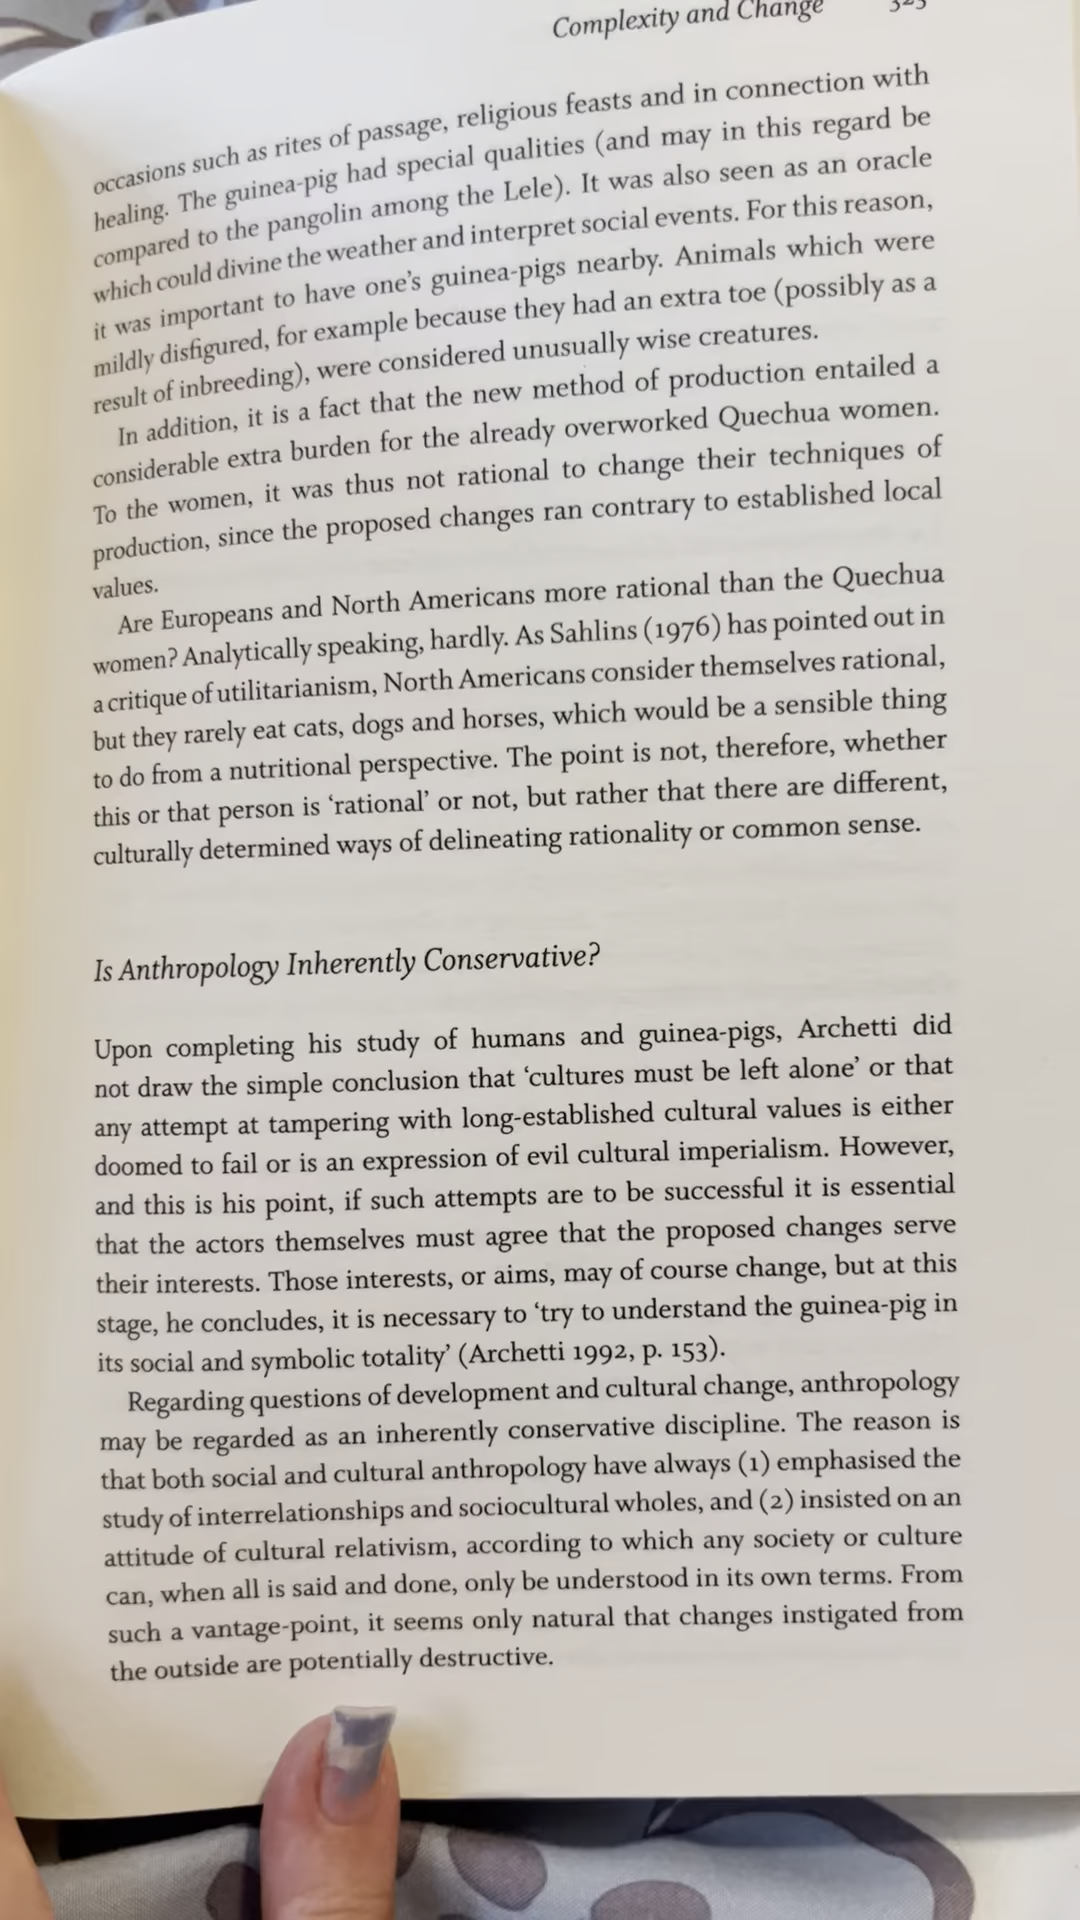 Complexity and Change 323
occasions such as rites of passage, religious feasts and in connection with
healing. The guinea-pig had special qualities (and may in this regard be
compared to the pangolin among the Lele). It was also seen as an oracle
which could divine the weather and interpret social events. For this reason,
it was important to have one's guinea-pigs nearby. Animals which were
mildly disfigured, for example because they had an extra toe (possibly as a
result of inbreeding), were considered unusually wise creatures.
In addition, it is a fact that the new method of production entailed a
considerable extra burden for the already overworked Quechua women.
To the women, it was thus not rational to change their techniques of
production, since the proposed changes ran contrary to established local
values.
Are Europeans and North Americans more rational than the Quechua
women? Analytically speaking, hardly. As Sahlins (1976) has pointed out in
a critique of utilitarianism, North Americans consider themselves rational,
but they rarely eat cats, dogs and horses, which would be a sensible thing
to do from a nutritional perspective. The point is not, therefore, whether
this or that person is 'rational' or not, but rather that there are different,
culturally determined ways of delineating rationality or common sense.
Is Anthropology Inherently Conservative?
Upon completing his study of humans and guinea-pigs, Archetti did
not draw the simple conclusion that 'cultures must be left alone' or that
any attempt at tampering with long-established cultural values is either
doomed to fail or is an expression of evil cultural imperialism. However,
and this is his point, if such attempts are to be successful it is essential
that the actors themselves must agree that the proposed changes serve
their interests. Those interests, or aims, may of course change, but at this
stage, he concludes, it is necessary to 'try to understand the guinea-pig in
its social and symbolic totality' (Archetti 1992, p. 153).
Regarding questions of development and cultural change, anthropology
may be regarded as an inherently conservative discipline. The reason is
that both social and cultural anthropology have always (1) emphasised the
study of interrelationships and sociocultural wholes, and (2) insisted on an
attitude of cultural relativism, according to which any society or culture
can, when all is said and done, only be understood in its own terms. From
such a vantage-point, it seems only natural that changes instigated from
the outside are potentially destructive.